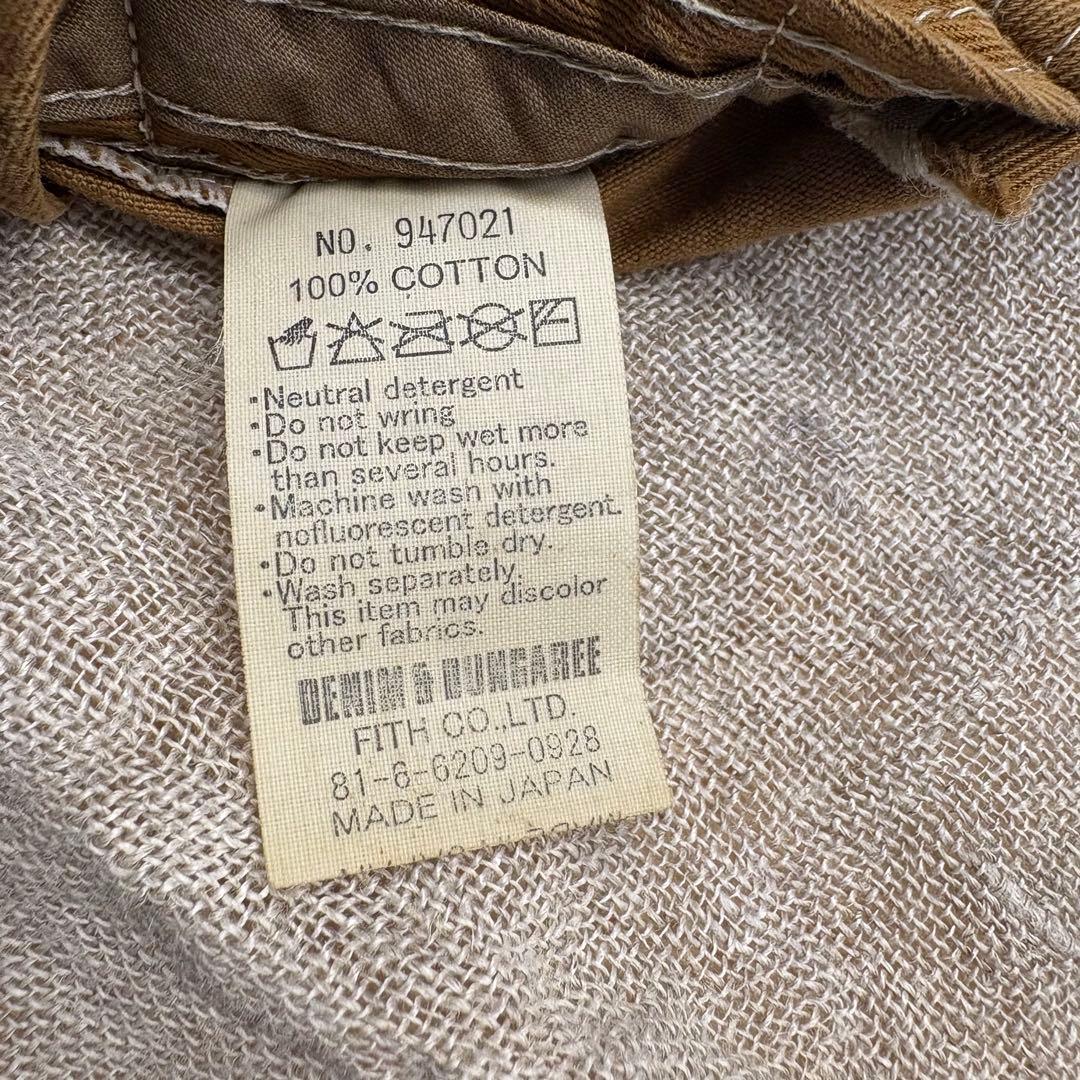 NO. 947021
100% COTTON
•Neutral detergent
•Do not wring
•Do not keep wet more
than several hours.
•Machine wash with
nofluorescent detergent.
•Do not tumble dry.
•Wash separately.
This item may discolor
other fabrics.
DENIM & DUNGAREE
FITH CO.,LTD.
81-6-6209-0928
MADE IN JAPAN